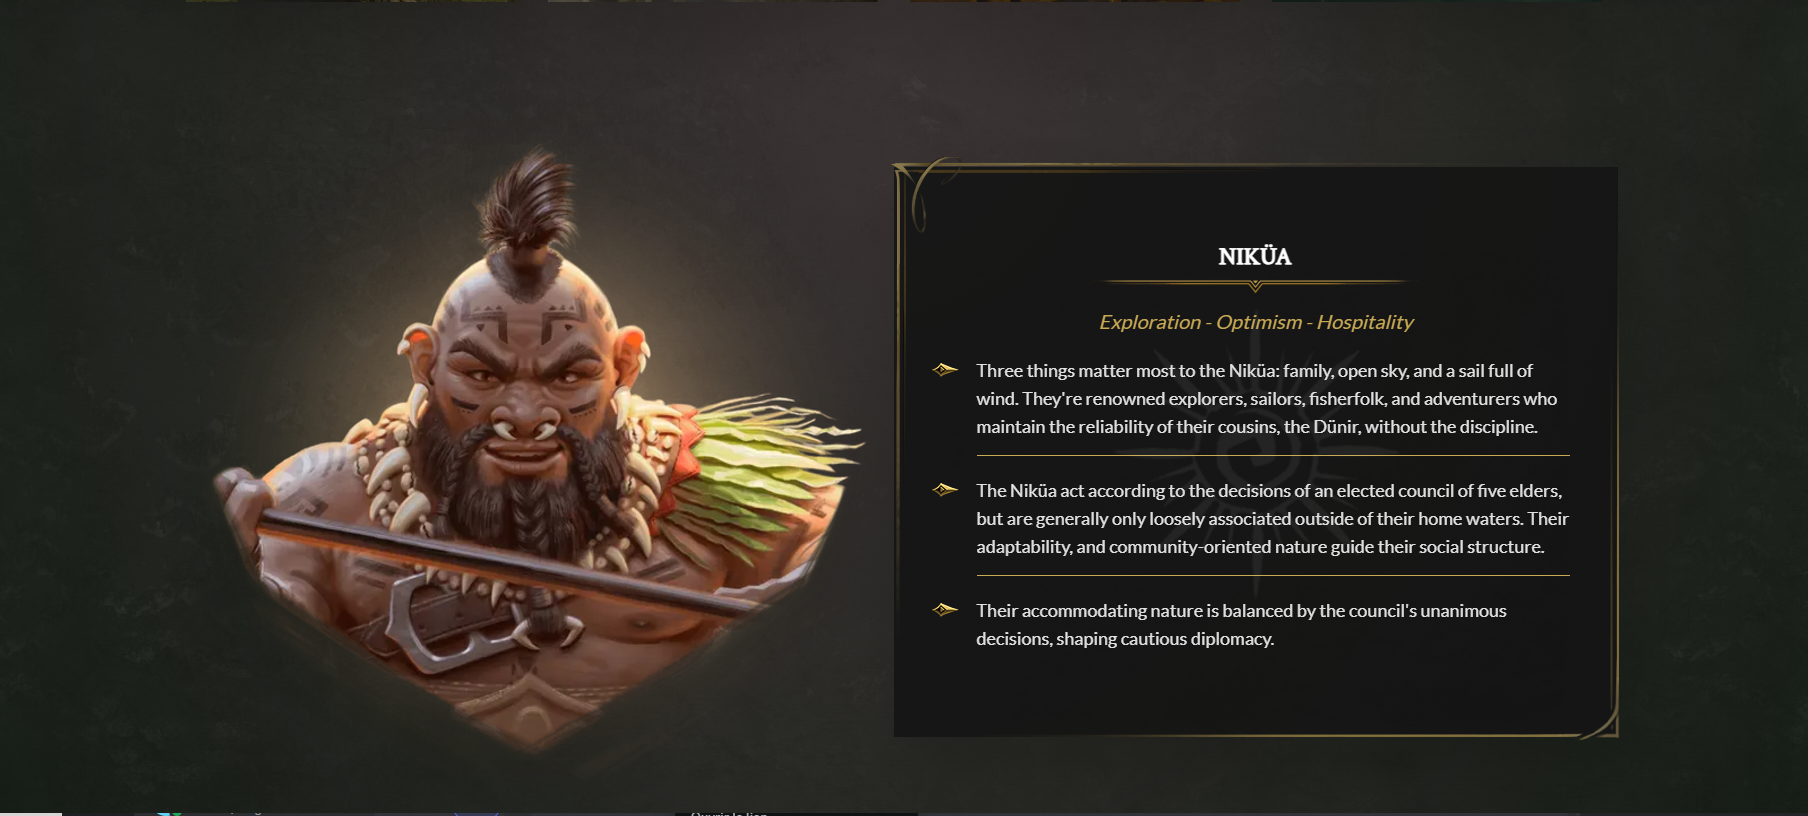 NIKÜA
Exploration - Optimism - Hospitality
Three things matter most to the Niküa: family, open sky, and a sail full of
wind. They're renowned explorers, sailors, fisherfolk, and adventurers who
maintain the reliability of their cousins, the Dünir, without the discipline.
The Niküa act according to the decisions of an elected council of five elders,
but are generally only loosely associated outside of their home waters. Their
adaptability, and community-oriented nature guide their social structure.
Their accommodating nature is balanced by the council's unanimous
decisions, shaping cautious diplomacy.